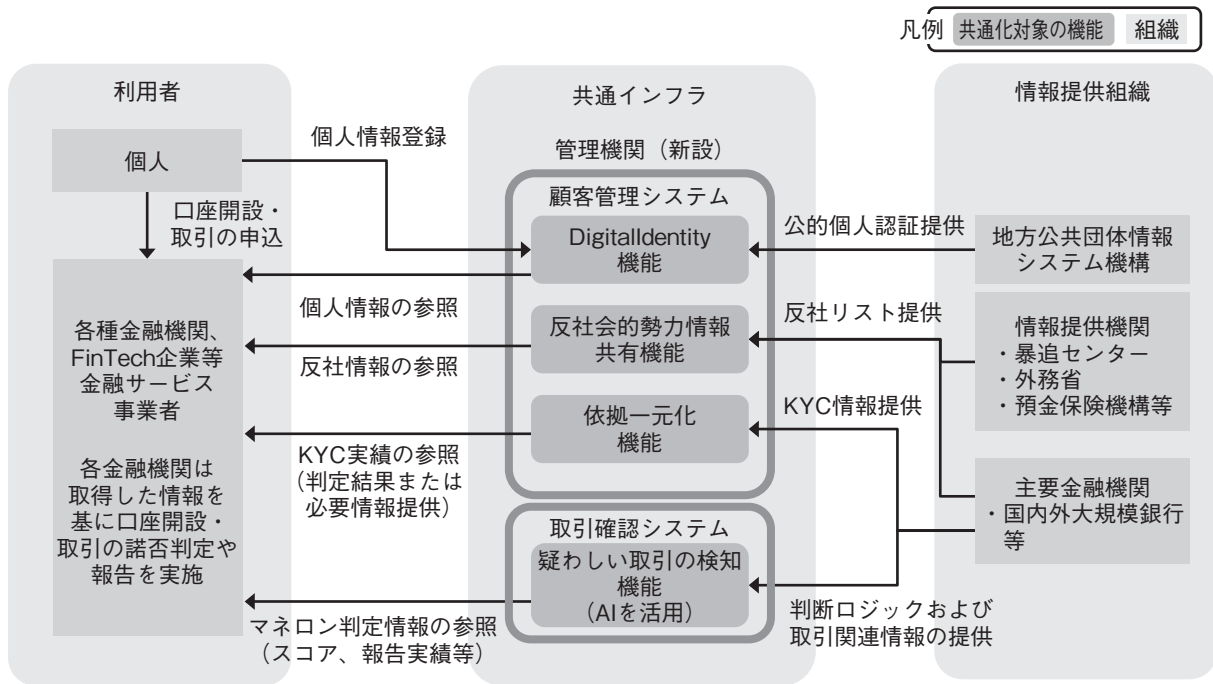 凡例
共通化対象の機能
組織
利用者
個人
口座開設・
取引の申込
各種金融機関、
FinTech企業等
金融サービス
事業者
各金融機関は
取得した情報を
基に口座開設・
取引の諾否判定や
報告を実施
個人情報登録
個人情報の参照
反社情報の参照
KYC実績の参照
（判定結果または
必要情報提供）
マネロン判定情報の参照
（スコア、報告実績等）
共通インフラ
管理機関（新設）
顧客管理システム
DigitalIdentity
機能
反社会的勢力情報
共有機能
依拠一元化
機能
取引確認システム
疑わしい取引の検知
機能
（AIを活用）
公的個人認証提供
反社リスト提供
KYC情報提供
判断ロジックおよび
取引関連情報の提供
情報提供組織
地方公共団体情報
システム機構
情報提供機関
・暴追センター
・外務省
・預金保険機構等
主要金融機関
・国内外大規模銀行
等